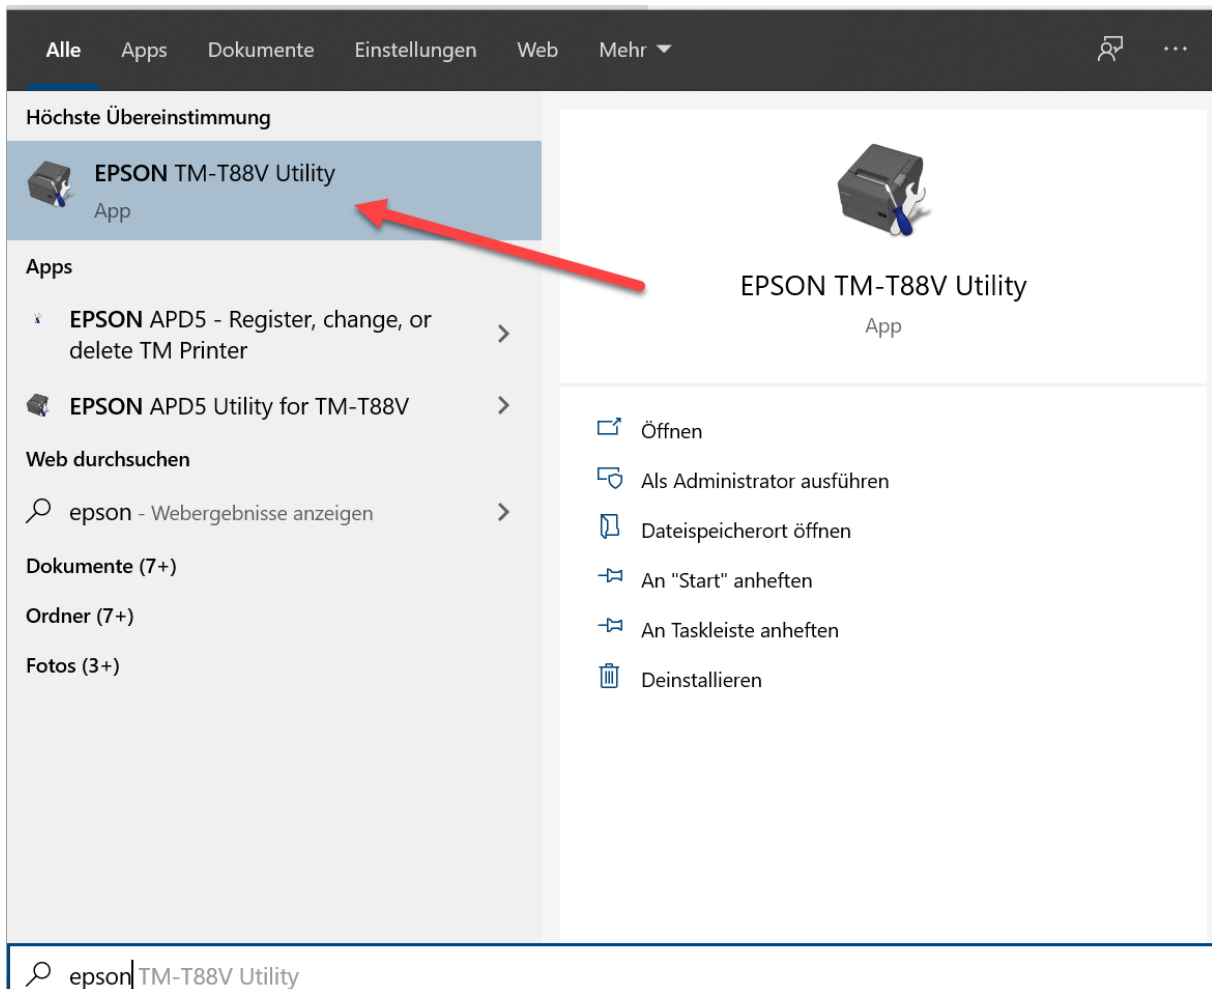 Alle Apps Dokumente Einstellungen Web Mehr
Höchste Übereinstimmung
EPSON TM-T88V Utility
App
Apps
EPSON APD5 - Register, change, or
delete TM Printer
EPSON APD5 Utility for TM-T88V
Web durchsuchen
epson - Webergebnisse anzeigen
Dokumente (7+)
Ordner (7+)
Fotos (3+)
EPSON TM-T88V Utility
App
Öffnen
Als Administrator ausführen
Dateispeicherort öffnen
An "Start" anheften
An Taskleiste anheften
Deinstallieren
epson TM-T88V Utility